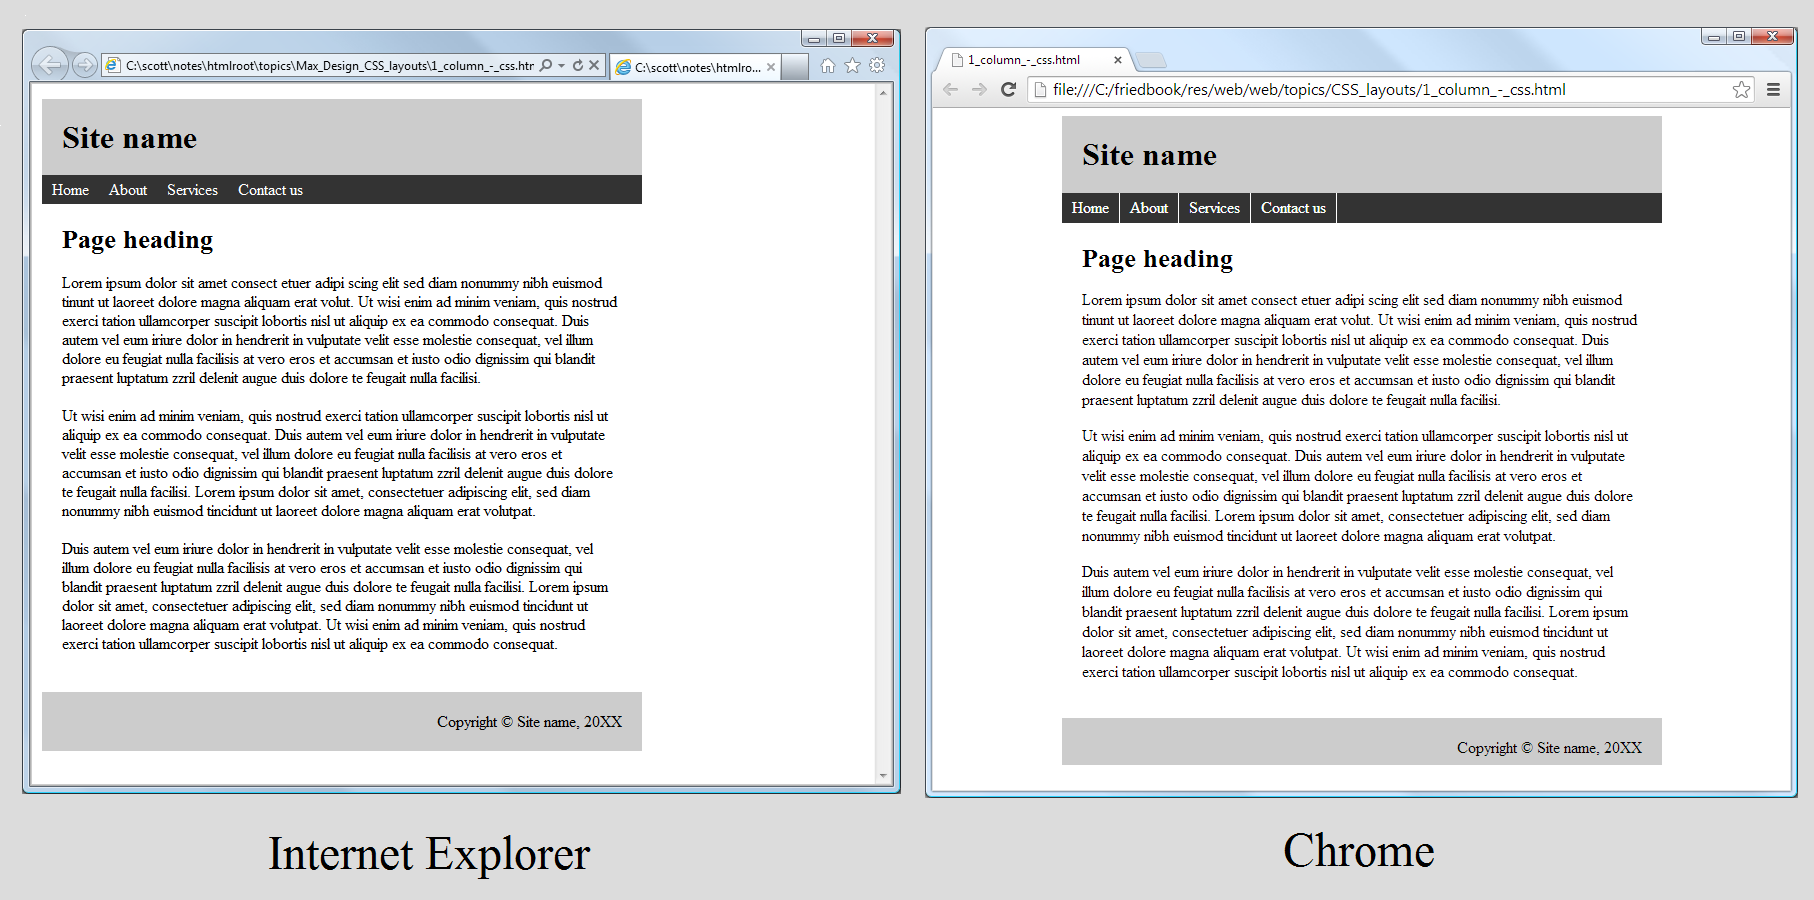 C:\scott\notes\htmlroot\topics\Max_Design_CSS_layouts\1_column_-_css.htr
C:\scott\notes\htmlro...
Site name
Home About Services Contact us
Page heading
Lorem ipsum dolor sit amet consect etuer adipi scing elit sed diam nonummy nibh euismod
tinunt ut laoreet dolore magna aliquam erat volut. Ut wisi enim ad minim veniam, quis nostrud
exerci tation ullamcorper suscipit lobortis nisl ut aliquip ex ea commodo consequat. Duis
autem vel eum iriure dolor in hendrerit in vulputate velit esse molestie consequat, vel illum
dolore eu feugiat nulla facilisis at vero eros et accumsan et iusto odio dignissim qui blandit
praesent luptatum zzril delenit augue duis dolore te feugait nulla facilisi.
Ut wisi enim ad minim veniam, quis nostrud exerci tation ullamcorper suscipit lobortis nisl ut
aliquip ex ea commodo consequat. Duis autem vel eum iriure dolor in hendrerit in vulputate
velit esse molestie consequat, vel illum dolore eu feugiat nulla facilisis at vero eros et
accumsan et iusto odio dignissim qui blandit praesent luptatum zzril delenit augue duis dolore
te feugait nulla facilisi. Lorem ipsum dolor sit amet, consectetuer adipiscing elit, sed diam
nonummy nibh euismod tincidunt ut laoreet dolore magna aliquam erat volutpat.
Duis autem vel eum iriure dolor in hendrerit in vulputate velit esse molestie consequat, vel
illum dolore eu feugiat nulla facilisis at vero eros et accumsan et iusto odio dignissim qui
blandit praesent luptatum zzril delenit augue duis dolore te feugait nulla facilisi. Lorem ipsum
dolor sit amet, consectetuer adipiscing elit, sed diam nonummy nibh euismod tincidunt ut
laoreet dolore magna aliquam erat volutpat. Ut wisi enim ad minim veniam, quis nostrud
exerci tation ullamcorper suscipit lobortis nisl ut aliquip ex ea commodo consequat.
Copyright © Site name, 20XX
Internet Explorer
1_column_-_css.html
file:///C:/friedbook/res/web/web/topics/CSS_layouts/1_column_-_css.html
Site name
Home About Services Contact us
Page heading
Lorem ipsum dolor sit amet consect etuer adipi scing elit sed diam nonummy nibh euismod
tinunt ut laoreet dolore magna aliquam erat volut. Ut wisi enim ad minim veniam, quis nostrud
exerci tation ullamcorper suscipit lobortis nisl ut aliquip ex ea commodo consequat. Duis
autem vel eum iriure dolor in hendrerit in vulputate velit esse molestie consequat, vel illum
dolore eu feugiat nulla facilisis at vero eros et accumsan et iusto odio dignissim qui blandit
praesent luptatum zzril delenit augue duis dolore te feugait nulla facilisi.
Ut wisi enim ad minim veniam, quis nostrud exerci tation ullamcorper suscipit lobortis nisl ut
aliquip ex ea commodo consequat. Duis autem vel eum iriure dolor in hendrerit in vulputate
velit esse molestie consequat, vel illum dolore eu feugiat nulla facilisis at vero eros et
accumsan et iusto odio dignissim qui blandit praesent luptatum zzril delenit augue duis dolore
te feugait nulla facilisi. Lorem ipsum dolor sit amet, consectetuer adipiscing elit, sed diam
nonummy nibh euismod tincidunt ut laoreet dolore magna aliquam erat volutpat.
Duis autem vel eum iriure dolor in hendrerit in vulputate velit esse molestie consequat, vel
illum dolore eu feugiat nulla facilisis at vero eros et accumsan et iusto odio dignissim qui
blandit praesent luptatum zzril delenit augue duis dolore te feugait nulla facilisi. Lorem ipsum
dolor sit amet, consectetuer adipiscing elit, sed diam nonummy nibh euismod tincidunt ut
laoreet dolore magna aliquam erat volutpat. Ut wisi enim ad minim veniam, quis nostrud
exerci tation ullamcorper suscipit lobortis nisl ut aliquip ex ea commodo consequat.
Copyright © Site name, 20XX
Chrome